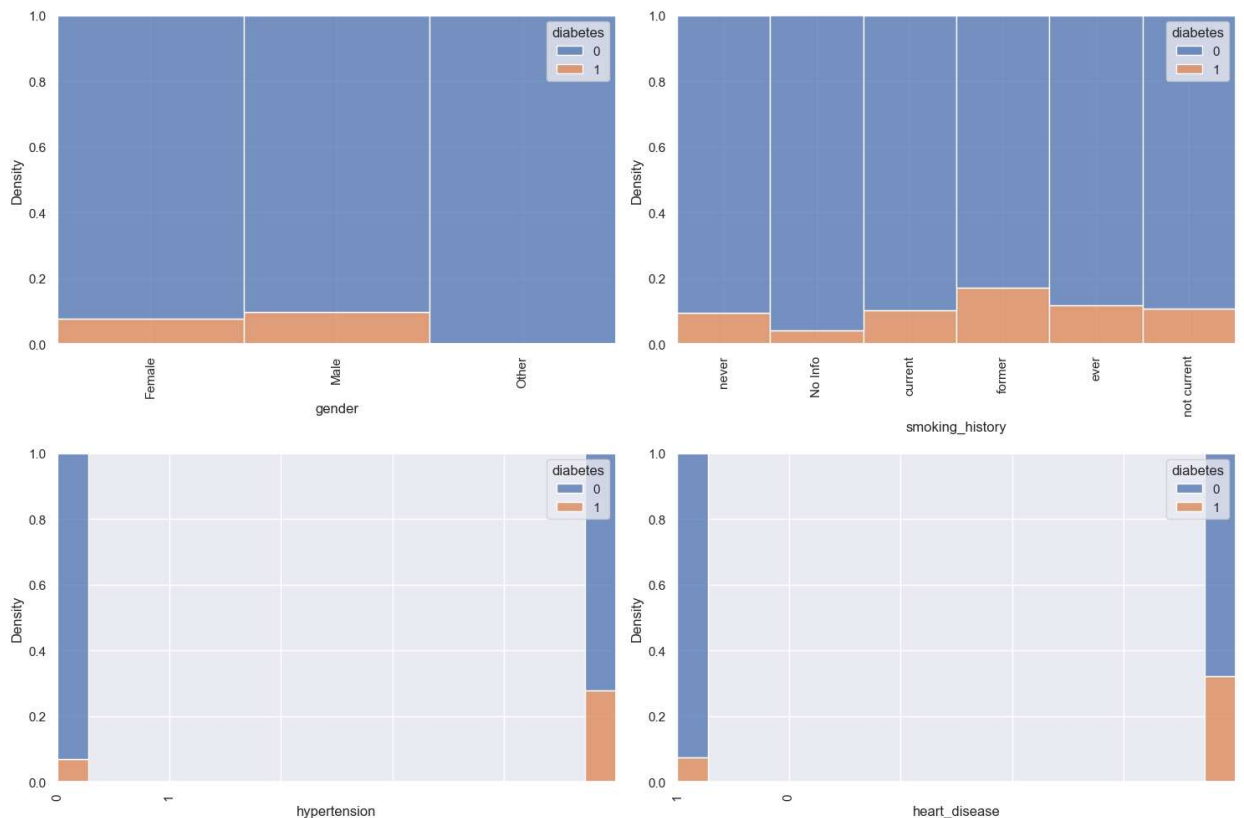 Density
1.0
0.8
0.6
0.4
0.2
0.0
diabetes
0
1
Female
Male
Other
gender
Density
1.0
0.8
0.6
0.4
0.2
0.0
diabetes
0
1
never
No Info
current
former
ever
not current
smoking_history
Density
1.0
0.8
0.6
0.4
0.2
0.0
diabetes
0
1
0
1
hypertension
Density
1.0
0.8
0.6
0.4
0.2
0.0
diabetes
0
1
1
0
heart_disease